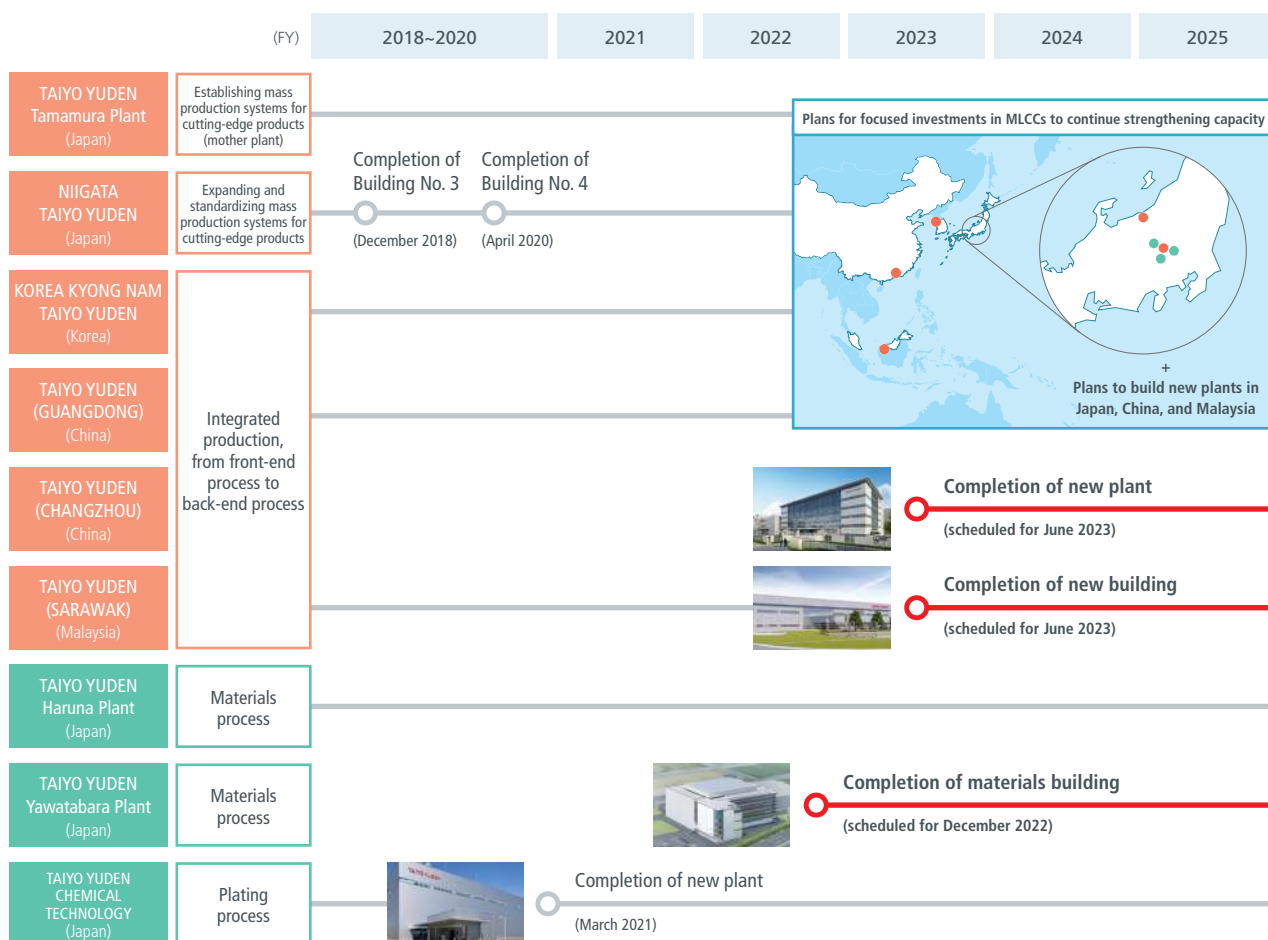 (FY)
2018~2020
2021
2022
2023
2024
2025
TAIYO YUDEN
Tamamura Plant
(Japan)
Establishing mass
production systems for
cutting-edge products
(mother plant)
Plans for focused investments in MLCCs to continue strengthening capacity
+
Plans to build new plants in
Japan, China, and Malaysia
NIIGATA
TAIYO YUDEN
(Japan)
Expanding and
standardizing mass
production systems for
cutting-edge products
Completion of
Building No. 3
(December 2018)
Completion of
Building No. 4
(April 2020)
KOREA KYONG NAM
TAIYO YUDEN
(Korea)
Integrated
production,
from front-end
process to
back-end process
TAIYO YUDEN
(GUANGDONG)
(China)
TAIYO YUDEN
(CHANGZHOU)
(China)
Completion of new plant
(scheduled for June 2023)
TAIYO YUDEN
(SARAWAK)
(Malaysia)
Completion of new building
(scheduled for June 2023)
TAIYO YUDEN
Haruna Plant
(Japan)
Materials
process
TAIYO YUDEN
Yawatabara Plant
(Japan)
Materials
process
Completion of materials building
(scheduled for December 2022)
TAIYO YUDEN
CHEMICAL
TECHNOLOGY
(Japan)
Plating
process
TAIYO YUDEN
Completion of new plant
(March 2021)